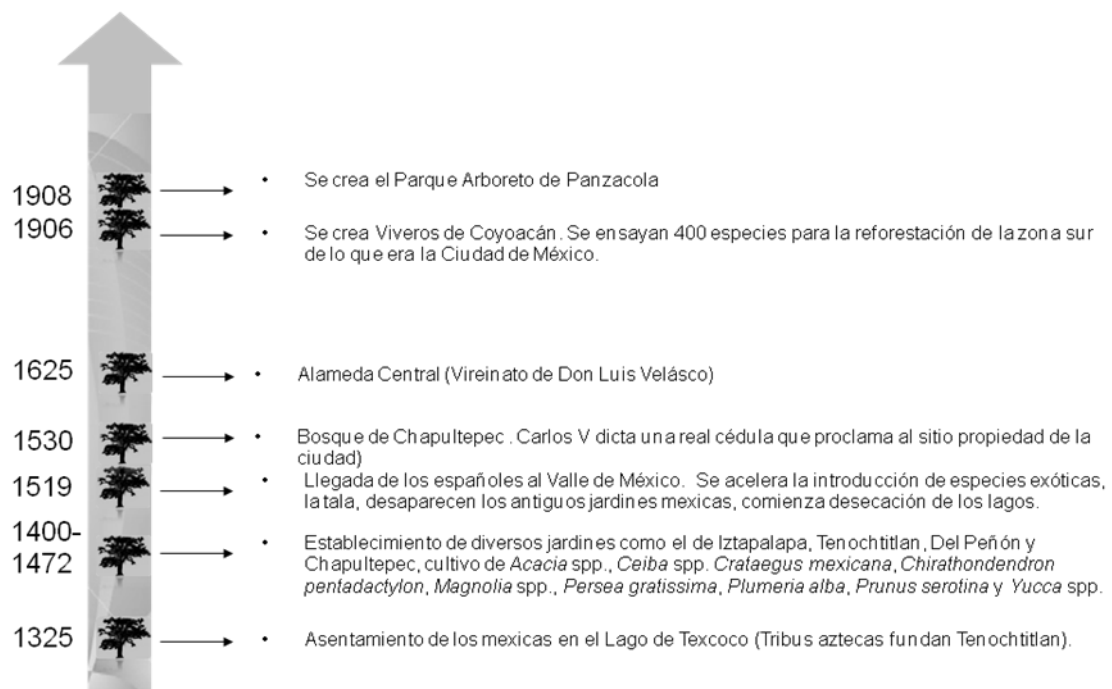 1908
• Se crea el Parque Arboreto de Panzacola
1906
• Se crea Viveros de Coyoacán. Se ensayan 400 especies para la reforestación de la zona sur
de lo que era la Ciudad de México.
1625
• Alameda Central (Vireinato de Don Luis Velásco)
1530
• Bosque de Chapultepec . Carlos V dicta una real cédula que proclama al sitio propiedad de la
ciudad)
1519
• Llegada de los españoles al Valle de México. Se acelera la introducción de especies exóticas,
la tala, desaparecen los antiguos jardines mexicas, comienza desecación de los lagos.
1400-
1472
• Establecimiento de diversos jardines como el de Iztapalapa, Tenochtitlan, Del Peñón y
Chapultepec, cultivo de Acacia spp., Ceiba spp. Crataegus mexicana, Chirathondendron
pentadactylon, Magnolia spp., Persea gratissima, Plumeria alba, Prunus serotina y Yucca spp.
1325
• Asentamiento de los mexicas en el Lago de Texcoco (Tribus aztecas fundan Tenochtitlan).